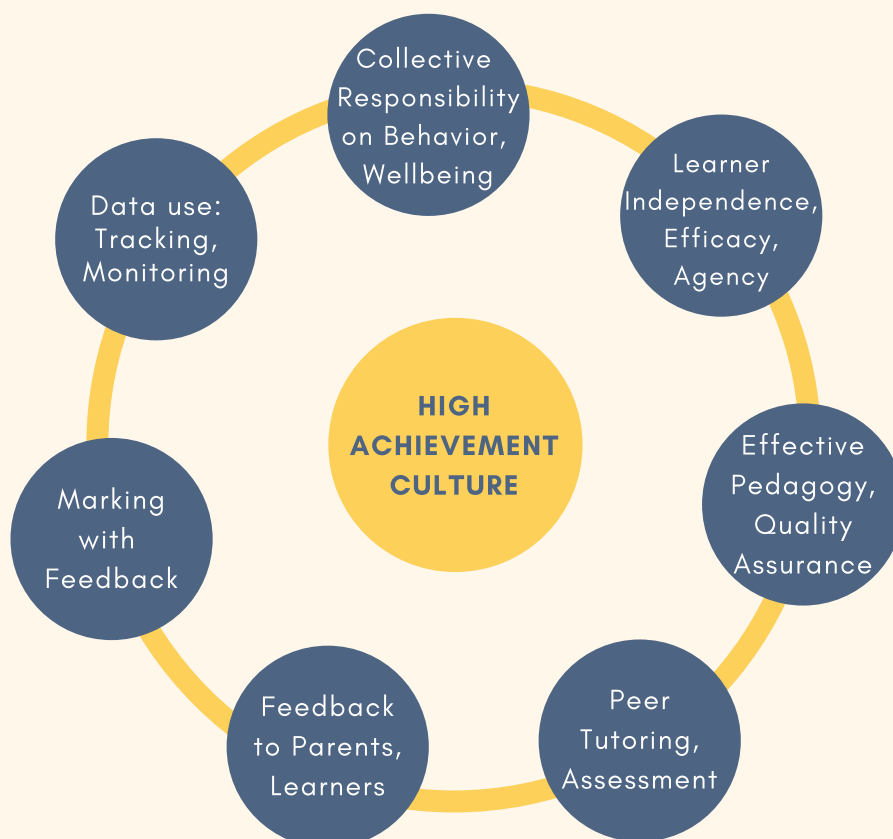 Collective
Responsibility
on Behavior,
Wellbeing
Learner
Independence,
Efficacy,
Agency
Effective
Pedagogy,
Quality
Assurance
Peer
Tutoring,
Assessment
Feedback
to Parents,
Learners
Marking
with
Feedback
Data use:
Tracking,
Monitoring
HIGH
ACHIEVEMENT
CULTURE